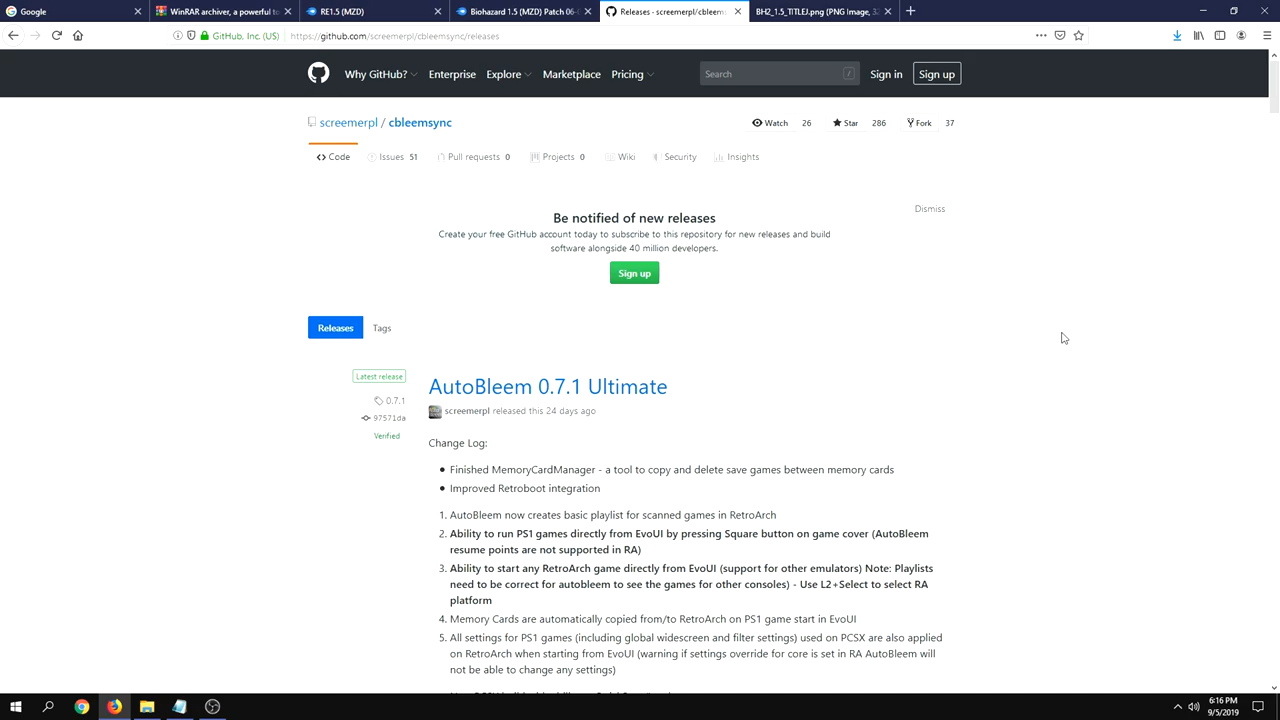 Google
WinRAR archiver, a powerful to
RE1.5 (MZD)
Biohazard 1.5 (MZD) Patch 06-0
Releases · screemerpl/cbleems
BH2_1.5_TITLEJ.png (PNG Image, 32
GitHub, Inc. (US)
https://github.com/screemerpl/cbleemsync/releases
Why GitHub?
Enterprise
Explore
Marketplace
Pricing
Search
/
Sign in
Sign up
screemerpl / cbleemsync
Watch 26
Star 286
Fork 37
<> Code
Issues 51
Pull requests 0
Projects 0
Wiki
Security
Insights
Dismiss
Be notified of new releases
Create your free GitHub account today to subscribe to this repository for new releases and build
software alongside 40 million developers.
Sign up
Releases
Tags
Latest release
0.7.1
97571da
Verified
AutoBleem 0.7.1 Ultimate
screemerpl released this 24 days ago
Change Log:
• Finished MemoryCardManager - a tool to copy and delete save games between memory cards
• Improved Retroboot integration
1. AutoBleem now creates basic playlist for scanned games in RetroArch
2. Ability to run PS1 games directly from EvoUI by pressing Square button on game cover (AutoBleem
resume points are not supported in RA)
3. Ability to start any RetroArch game directly from EvoUI (support for other emulators) Note: Playlists
need to be correct for autobleem to see the games for other consoles) - Use L2+Select to select RA
platform
4. Memory Cards are automatically copied from/to RetroArch on PS1 game start in EvoUI
5. All settings for PS1 games (including global widescreen and filter settings) used on PCSX are also applied
on RetroArch when starting from EvoUI (warning if settings override for core is set in RA AutoBleem will
not be able to change any settings)
6:16 PM
9/5/2019